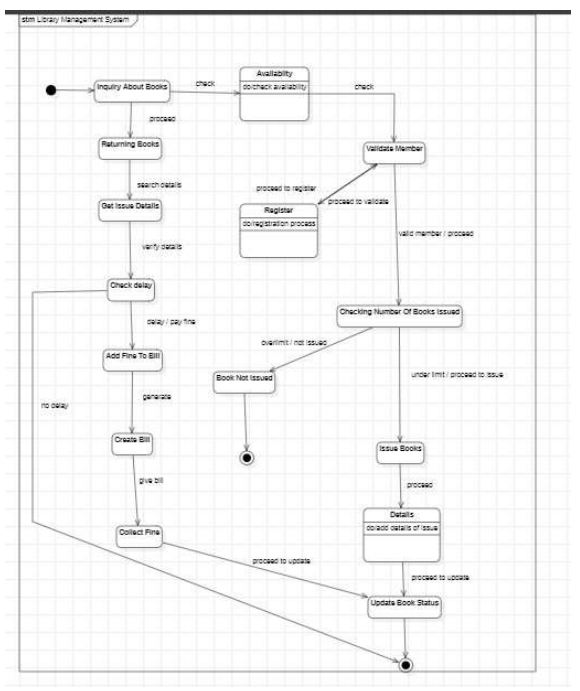 stm Library Management System
Availability
Inquiry About Books
check
do/check availability
check
proceed
Returning Books
Validate Member
search details
proceed to register
Get Issue Details
proceed to validate
Register
do/registration process
valid member / proceed
verify details
Check delay
Checking Number Of Books Issued
delay / pay fine
overlimit / not issued
Add Fine To Bill
Book Not Issued
under limit / proceed to issue
generate
no delay
Create Bill
Issue Books
give bill
proceed
Details
do/add details of issue
Collect Fine
proceed to update
proceed to update
Update Book Status